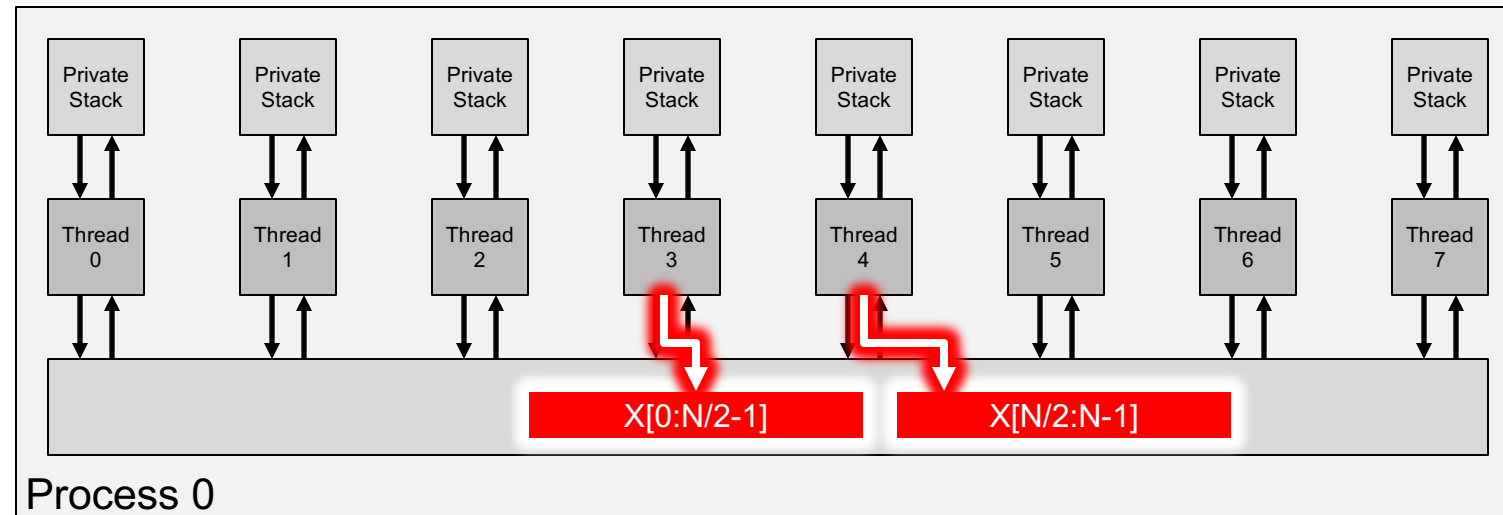 Private
Stack
Private
Stack
Private
Stack
Private
Stack
Private
Stack
Private
Stack
Private
Stack
Private
Stack
Thread
0
Thread
1
Thread
2
Thread
3
Thread
4
Thread
5
Thread
6
Thread
7
X[0:N/2-1]
X[N/2:N-1]
Process 0